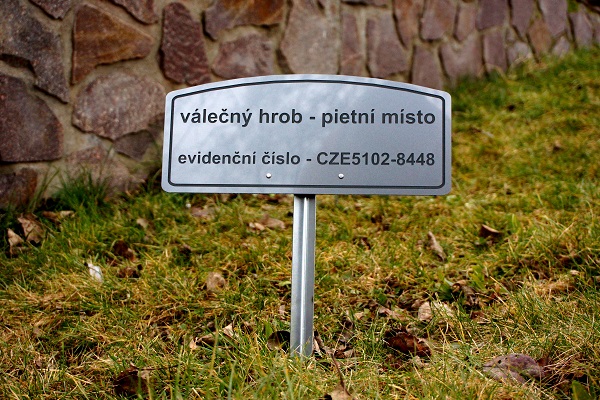 válečný hrob - pietní místo
evidenční číslo - CZE5102-8448